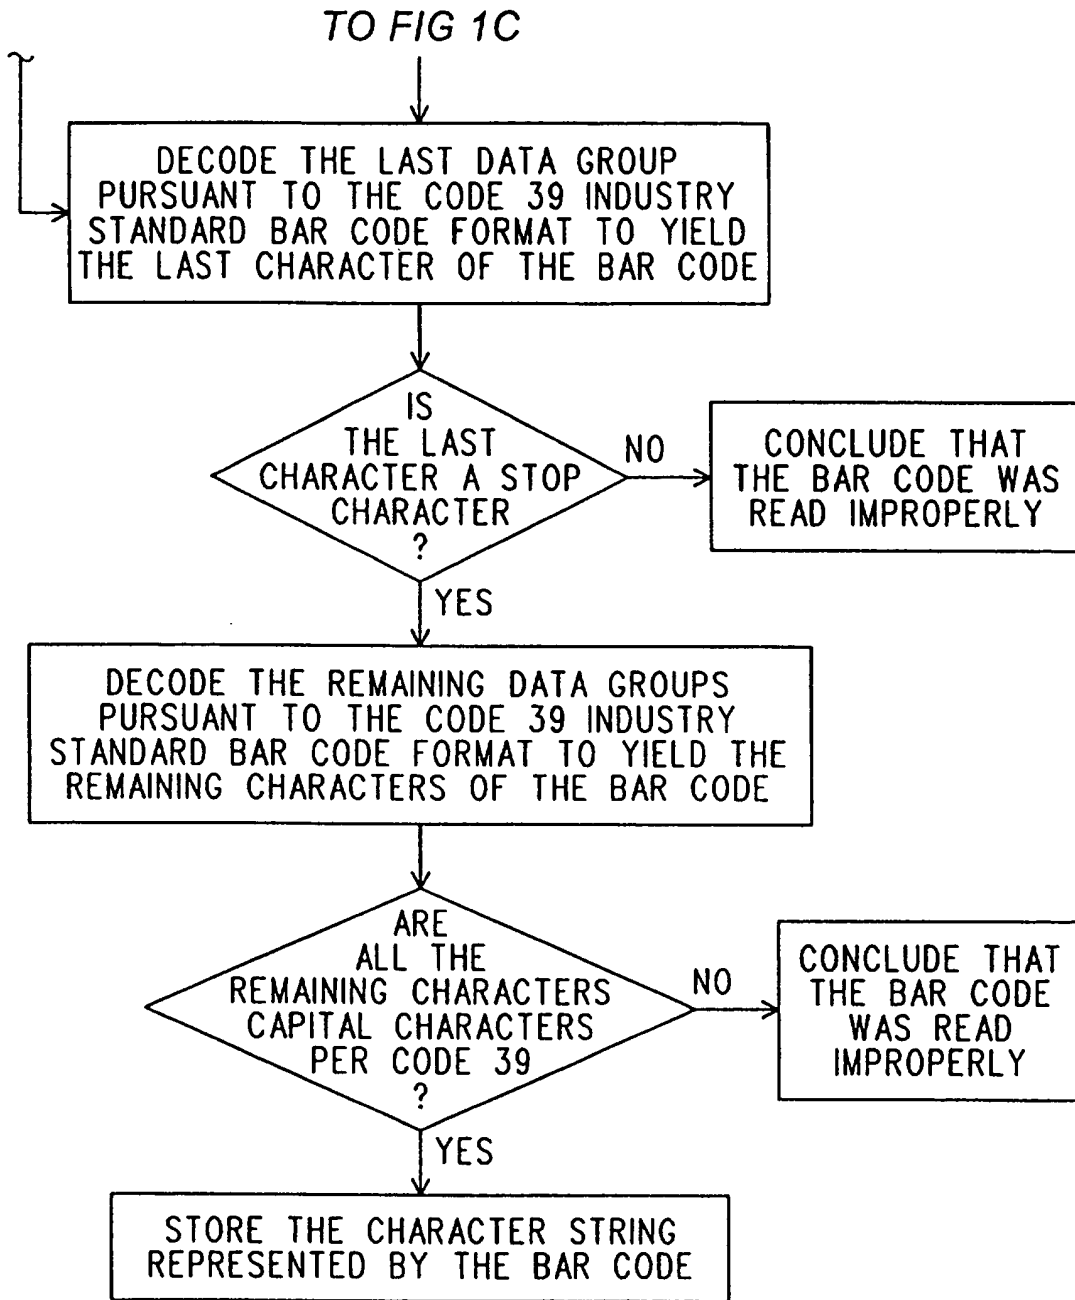 TO FIG 1C
DECODE THE LAST DATA GROUP
PURSUANT TO THE CODE 39 INDUSTRY
STANDARD BAR CODE FORMAT TO YIELD
THE LAST CHARACTER OF THE BAR CODE
IS
THE LAST
CHARACTER A STOP
CHARACTER
?
NO
CONCLUDE THAT
THE BAR CODE WAS
READ IMPROPERLY
YES
DECODE THE REMAINING DATA GROUPS
PURSUANT TO THE CODE 39 INDUSTRY
STANDARD BAR CODE FORMAT TO YIELD THE
REMAINING CHARACTERS OF THE BAR CODE
ARE
ALL THE
REMAINING CHARACTERS
CAPITAL CHARACTERS
PER CODE 39
?
NO
CONCLUDE THAT
THE BAR CODE
WAS READ
IMPROPERLY
YES
STORE THE CHARACTER STRING
REPRESENTED BY THE BAR CODE